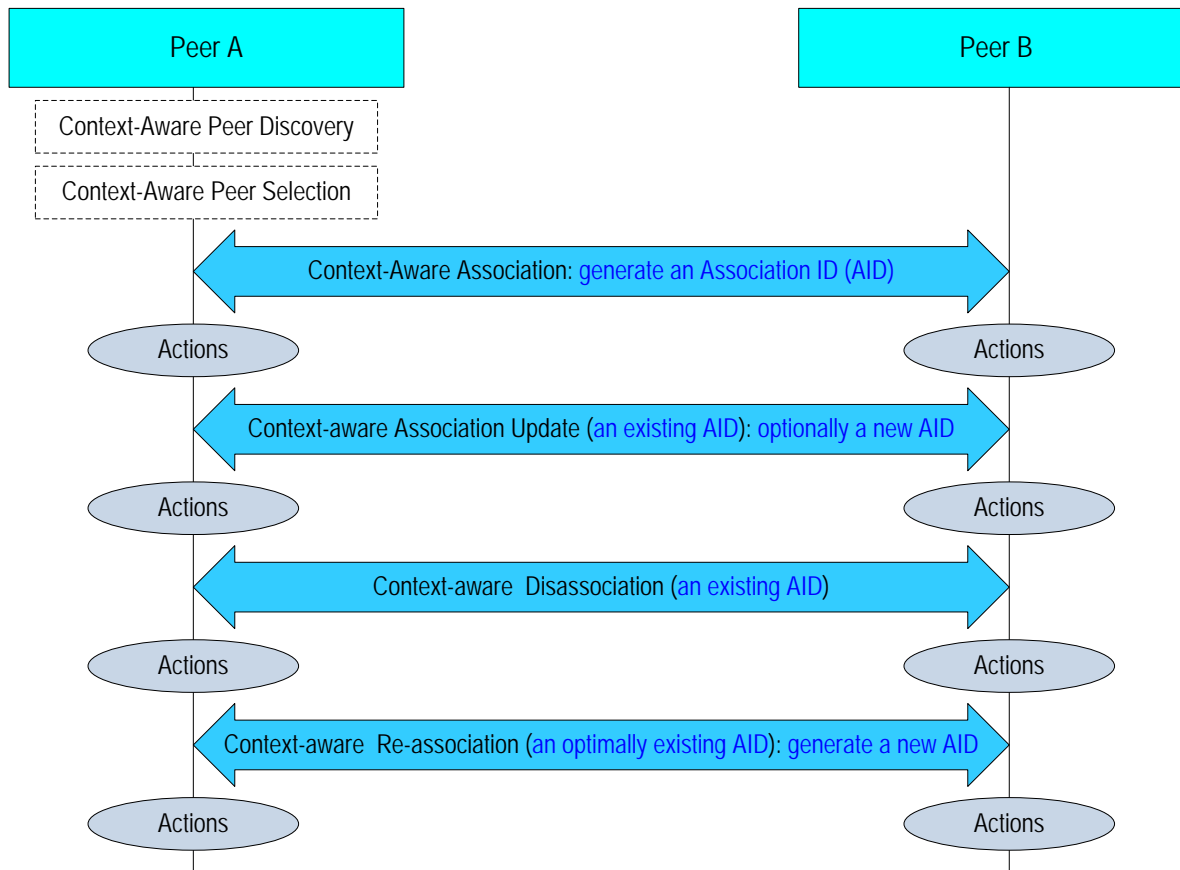 Peer A
Peer B
Context-Aware Peer Discovery
Context-Aware Peer Selection
Context-Aware Association: generate an Association ID (AID)
Actions
Actions
Context-aware Association Update (an existing AID): optionally a new AID
Actions
Actions
Context-aware Disassociation (an existing AID)
Actions
Actions
Context-aware Re-association (an optimally existing AID): generate a new AID
Actions
Actions